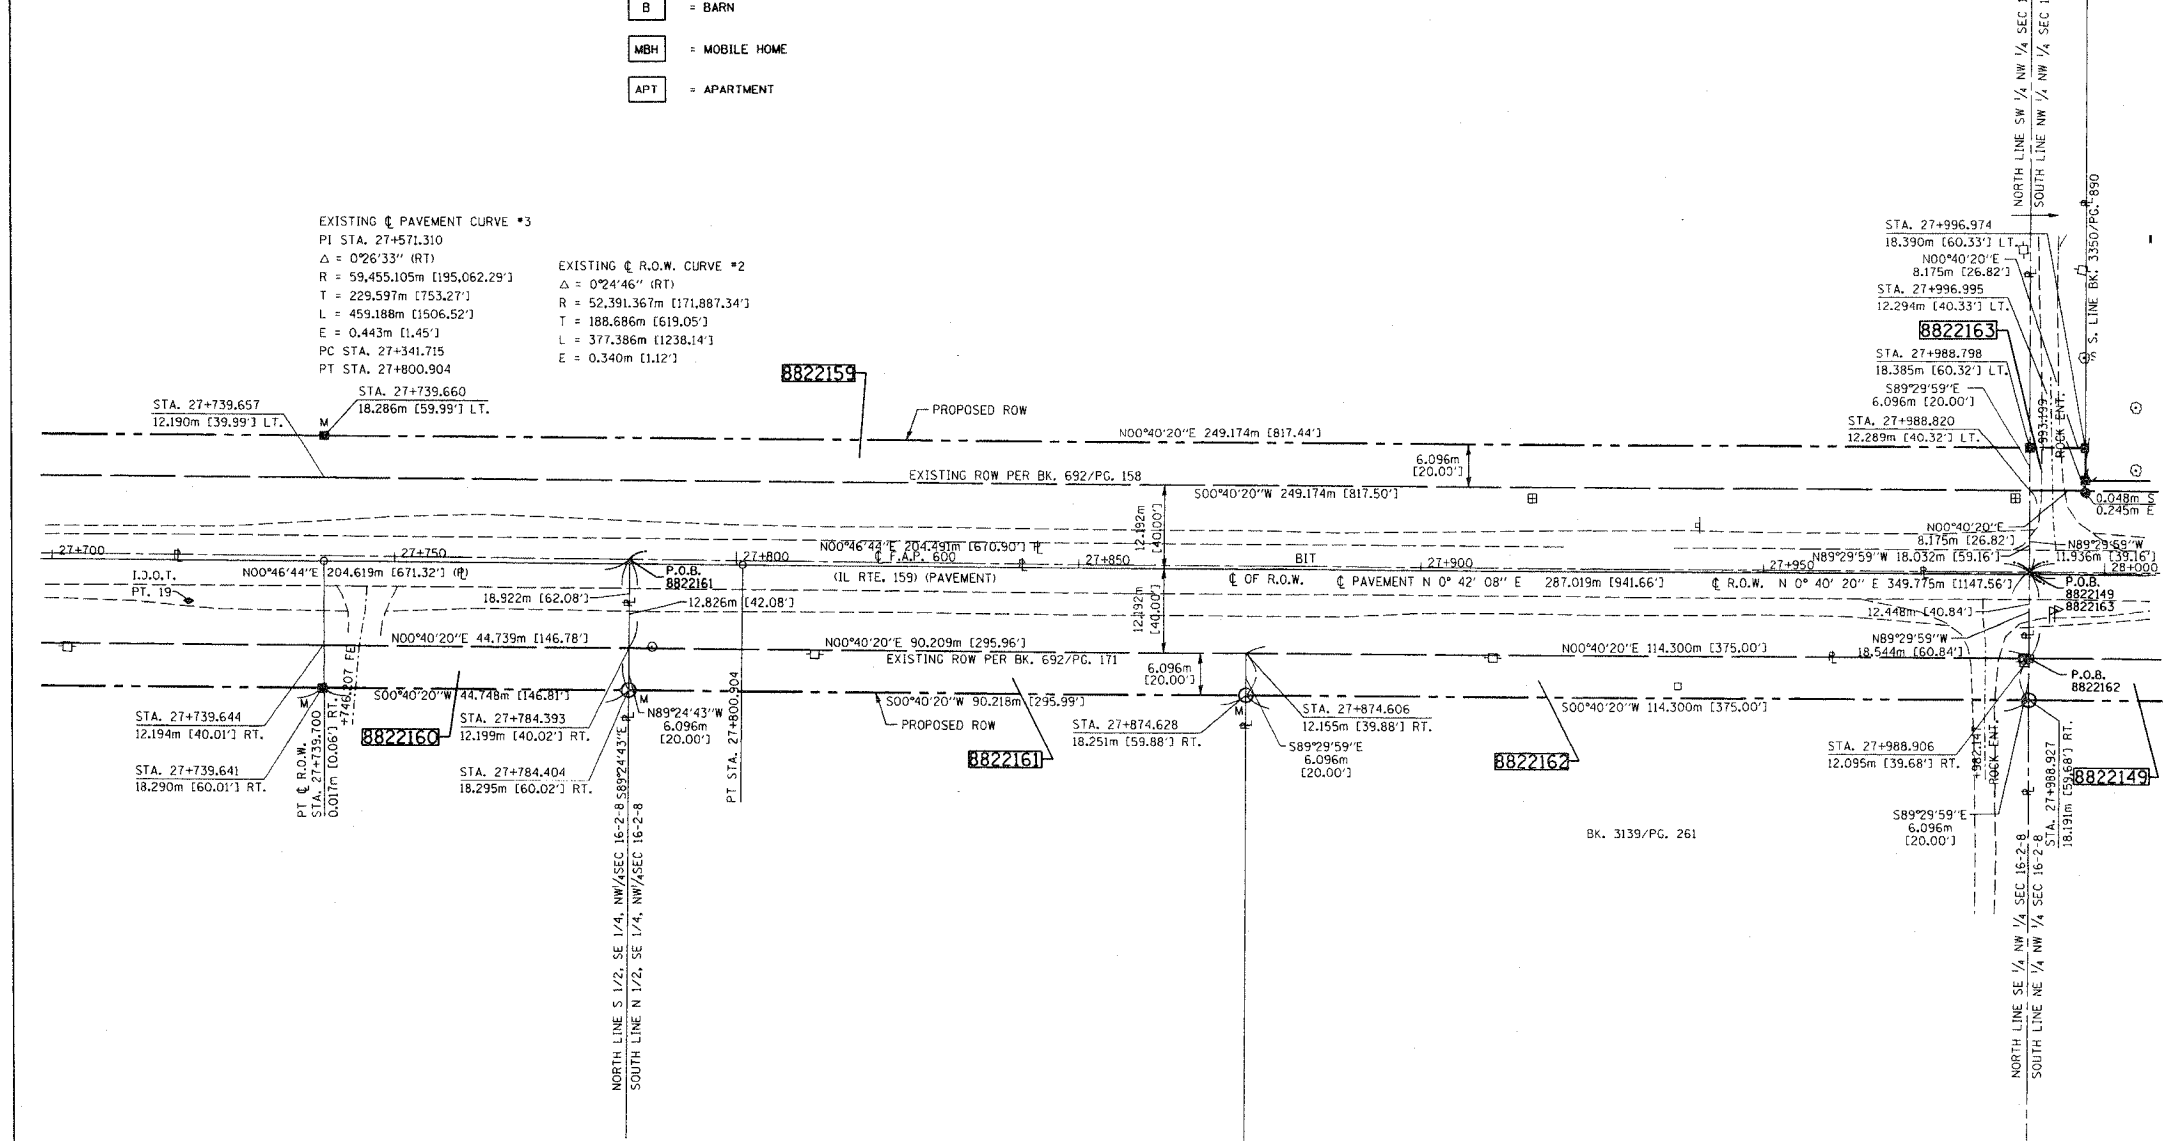 B = BARN
MBH = MOBILE HOME
APT = APARTMENT
EXISTING ℄ PAVEMENT CURVE #3
PI STA. 27+571.310
Δ = 0°26'33" (RT)
R = 59,455.105m [195,062.29']
T = 229.597m [753.27']
L = 459.188m [1506.52']
E = 0.443m [1.45']
PC STA. 27+341.715
PT STA. 27+800.904
EXISTING ℄ R.O.W. CURVE #2
Δ = 0°24'46" (RT)
R = 52,391.367m [171,887.34']
T = 188.686m [619.05']
L = 377.386m [1238.14']
E = 0.340m [1.12']
8822159
STA. 27+739.657
12.190m [39.99'] LT.
STA. 27+739.660
18.286m [59.99'] LT.
M
PROPOSED ROW
N00°40'20"E 249.174m [817.44']
6.096m
[20.00']
EXISTING ROW PER BK. 692/PG. 158
S00°40'20"W 249.174m [817.50']
12.192m
[40.00']
NORTH LINE SW 1/4 NW 1/4 SEC 1
SOUTH LINE NW 1/4 NW 1/4 SEC 1
S. LINE BK. 3350/PG. 890
STA. 27+996.974
18.390m [60.33'] LT.
N00°40'20"E
8.175m [26.82']
STA. 27+996.995
12.294m [40.33'] LT.
8822163
STA. 27+988.798
18.385m [60.32'] LT.
S89°29'59"E
6.096m [20.00']
STA. 27+988.820
12.289m [40.32'] LT.
+993.199
ROCK ENT.
S
0.048m S
0.245m E
N00°40'20"E
8.175m [26.82']
N89°29'59"W
11.936m [39.16']
N89°29'59"W 18.032m [59.16']
27+700
27+750
27+800
27+850
27+900
27+950
28+000
N00°46'44"E 204.491m [670.90'] ℄
℄ F.A.P. 600
BIT
N00°46'44"E 204.619m [671.32'] (R)
(IL RTE. 159) (PAVEMENT)
℄ OF R.O.W.
℄ PAVEMENT N 0° 42' 08" E 287.019m [941.66']
℄ R.O.W. N 0° 40' 20" E 349.775m [1147.56']
I.D.O.T.
PT. 19
P.O.B.
8822161
18.922m [62.08']
12.826m [42.08']
12.192m
[40.00']
P.O.B.
8822149
8822163
12.448m [40.84']
N89°29'59"W
18.544m [60.84']
N00°40'20"E 44.739m [146.78']
N00°40'20"E 90.209m [295.96']
EXISTING ROW PER BK. 692/PG. 171
N00°40'20"E 114.300m [375.00']
6.096m
[20.00']
P.O.B.
8822162
S00°40'20"W 44.748m [146.81']
S00°40'20"W 90.218m [295.99']
S00°40'20"W 114.300m [375.00']
PROPOSED ROW
M
M
M
+746.207 FE
STA. 27+739.644
12.194m [40.01'] RT.
STA. 27+739.641
18.290m [60.01'] RT.
PT ℄ R.O.W.
STA. 27+739.700
0.017m [0.06'] RT.
8822160
STA. 27+784.393
12.199m [40.02'] RT.
STA. 27+784.404
18.295m [60.02'] RT.
N89°24'43"W
6.096m
[20.00']
S89°24'43"E
PT STA. 27+800.904
8822161
STA. 27+874.628
18.251m [59.88'] RT.
STA. 27+874.606
12.155m [39.88'] RT.
S89°29'59"E
6.096m
[20.00']
8822162
STA. 27+988.906
12.095m [39.68'] RT.
+982.141
ROCK ENT.
STA. 27+988.927
18.191m [59.68'] RT.
8822149
S89°29'59"E
6.096m
[20.00']
BK. 3139/PG. 261
NORTH LINE S 1/2, SE 1/4, NW 1/4 SEC 16-2-8
SOUTH LINE N 1/2, SE 1/4, NW 1/4 SEC 16-2-8
NORTH LINE SE 1/4 NW 1/4 SEC 16-2-8
SOUTH LINE NE 1/4 NW 1/4 SEC 16-2-8